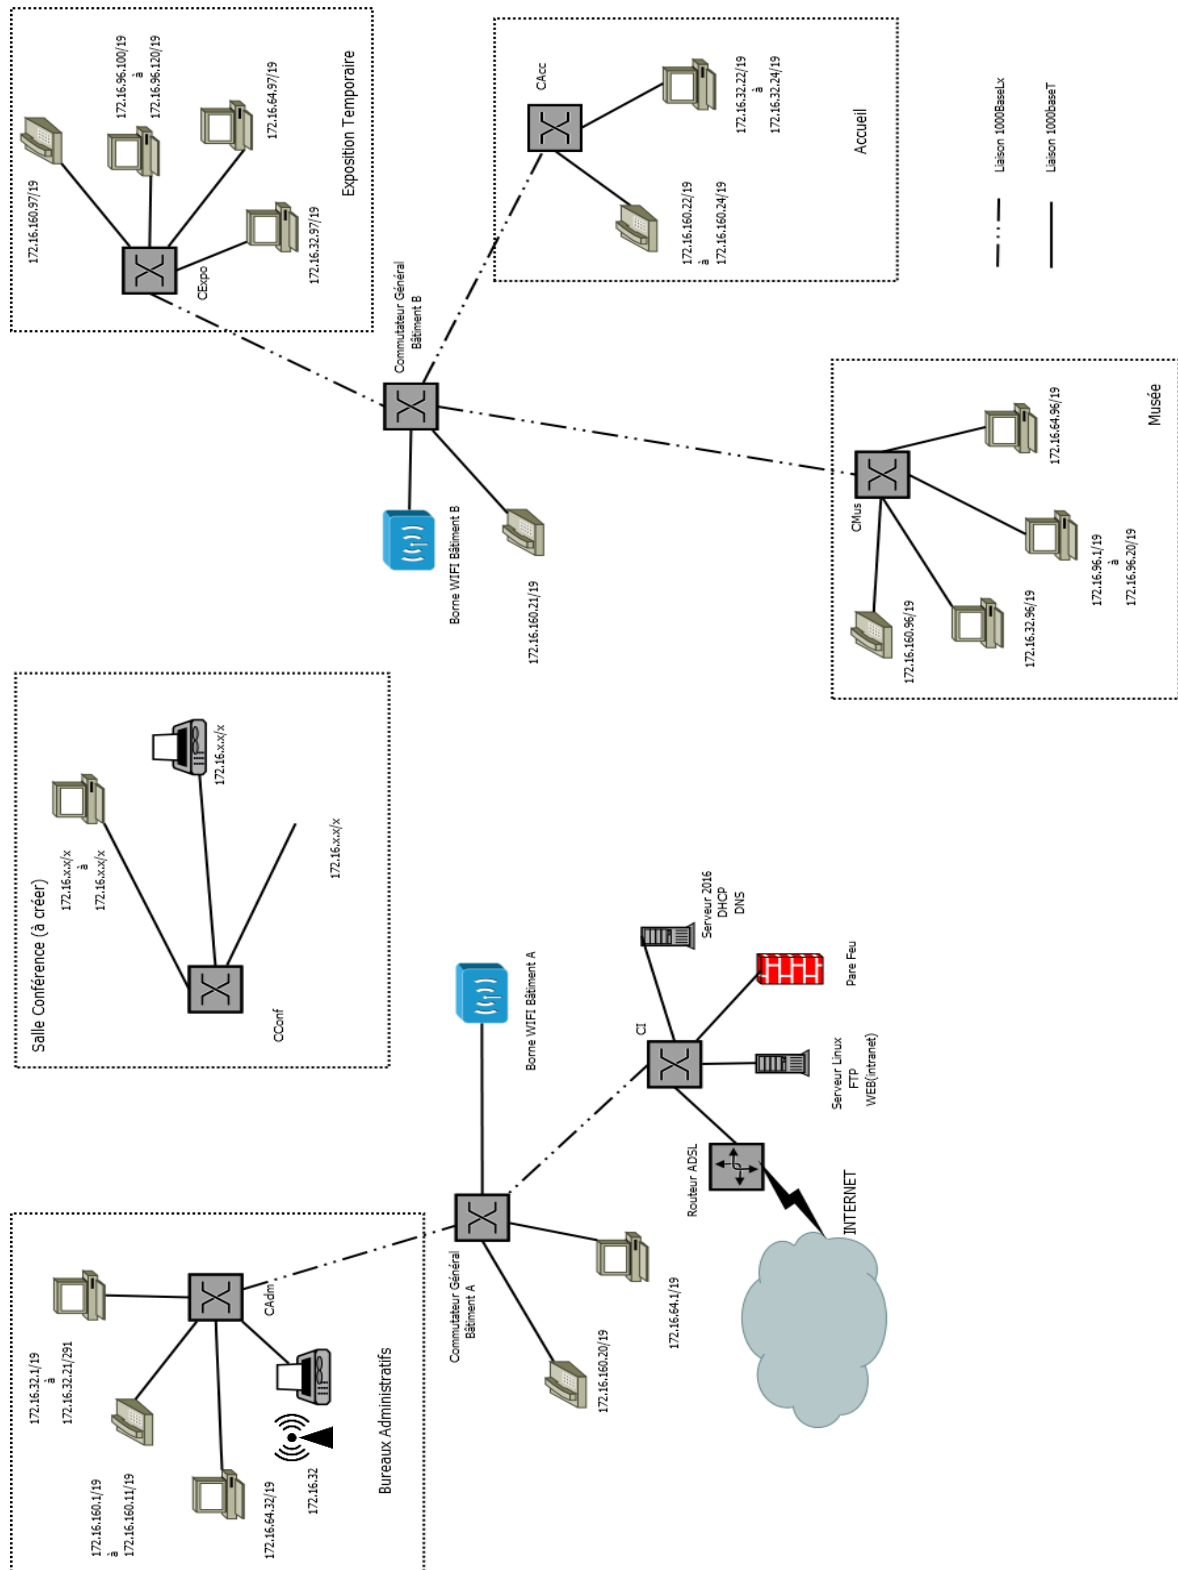 172.16.32.1/19
à
172.16.32.21/291
172.16.160.1/19
à
172.16.160.11/19
172.16.64.32/19
172.16.32
CAdm
Bureaux Administratifs
Salle Conférence (à créer)
172.16.x.x/x
à
172.16.x.x/x
172.16.x.x/x
172.16.x.x/x
CConf
172.16.160.97/19
172.16.96.100/19
à
172.16.96.120/19
172.16.64.97/19
172.16.32.97/19
CExpo
Exposition Temporaire
Commutateur Général
Bâtiment A
172.16.160.20/19
172.16.64.1/19
Borne WIFI Bâtiment A
CI
Serveur 2016
DHCP
DNS
Pare Feu
Serveur Linux
FTP
WEB(intranet)
Routeur ADSL
INTERNET
Commutateur Général
Bâtiment B
Borne WIFI Bâtiment B
172.16.160.21/19
CAcc
172.16.32.22/19
à
172.16.32.24/19
172.16.160.22/19
à
172.16.160.24/19
Accueil
CMus
172.16.160.96/19
172.16.32.96/19
172.16.96.1/19
à
172.16.96.20/19
172.16.64.96/19
Musée
Liaison 1000BaseLx
Liaison 1000baseT